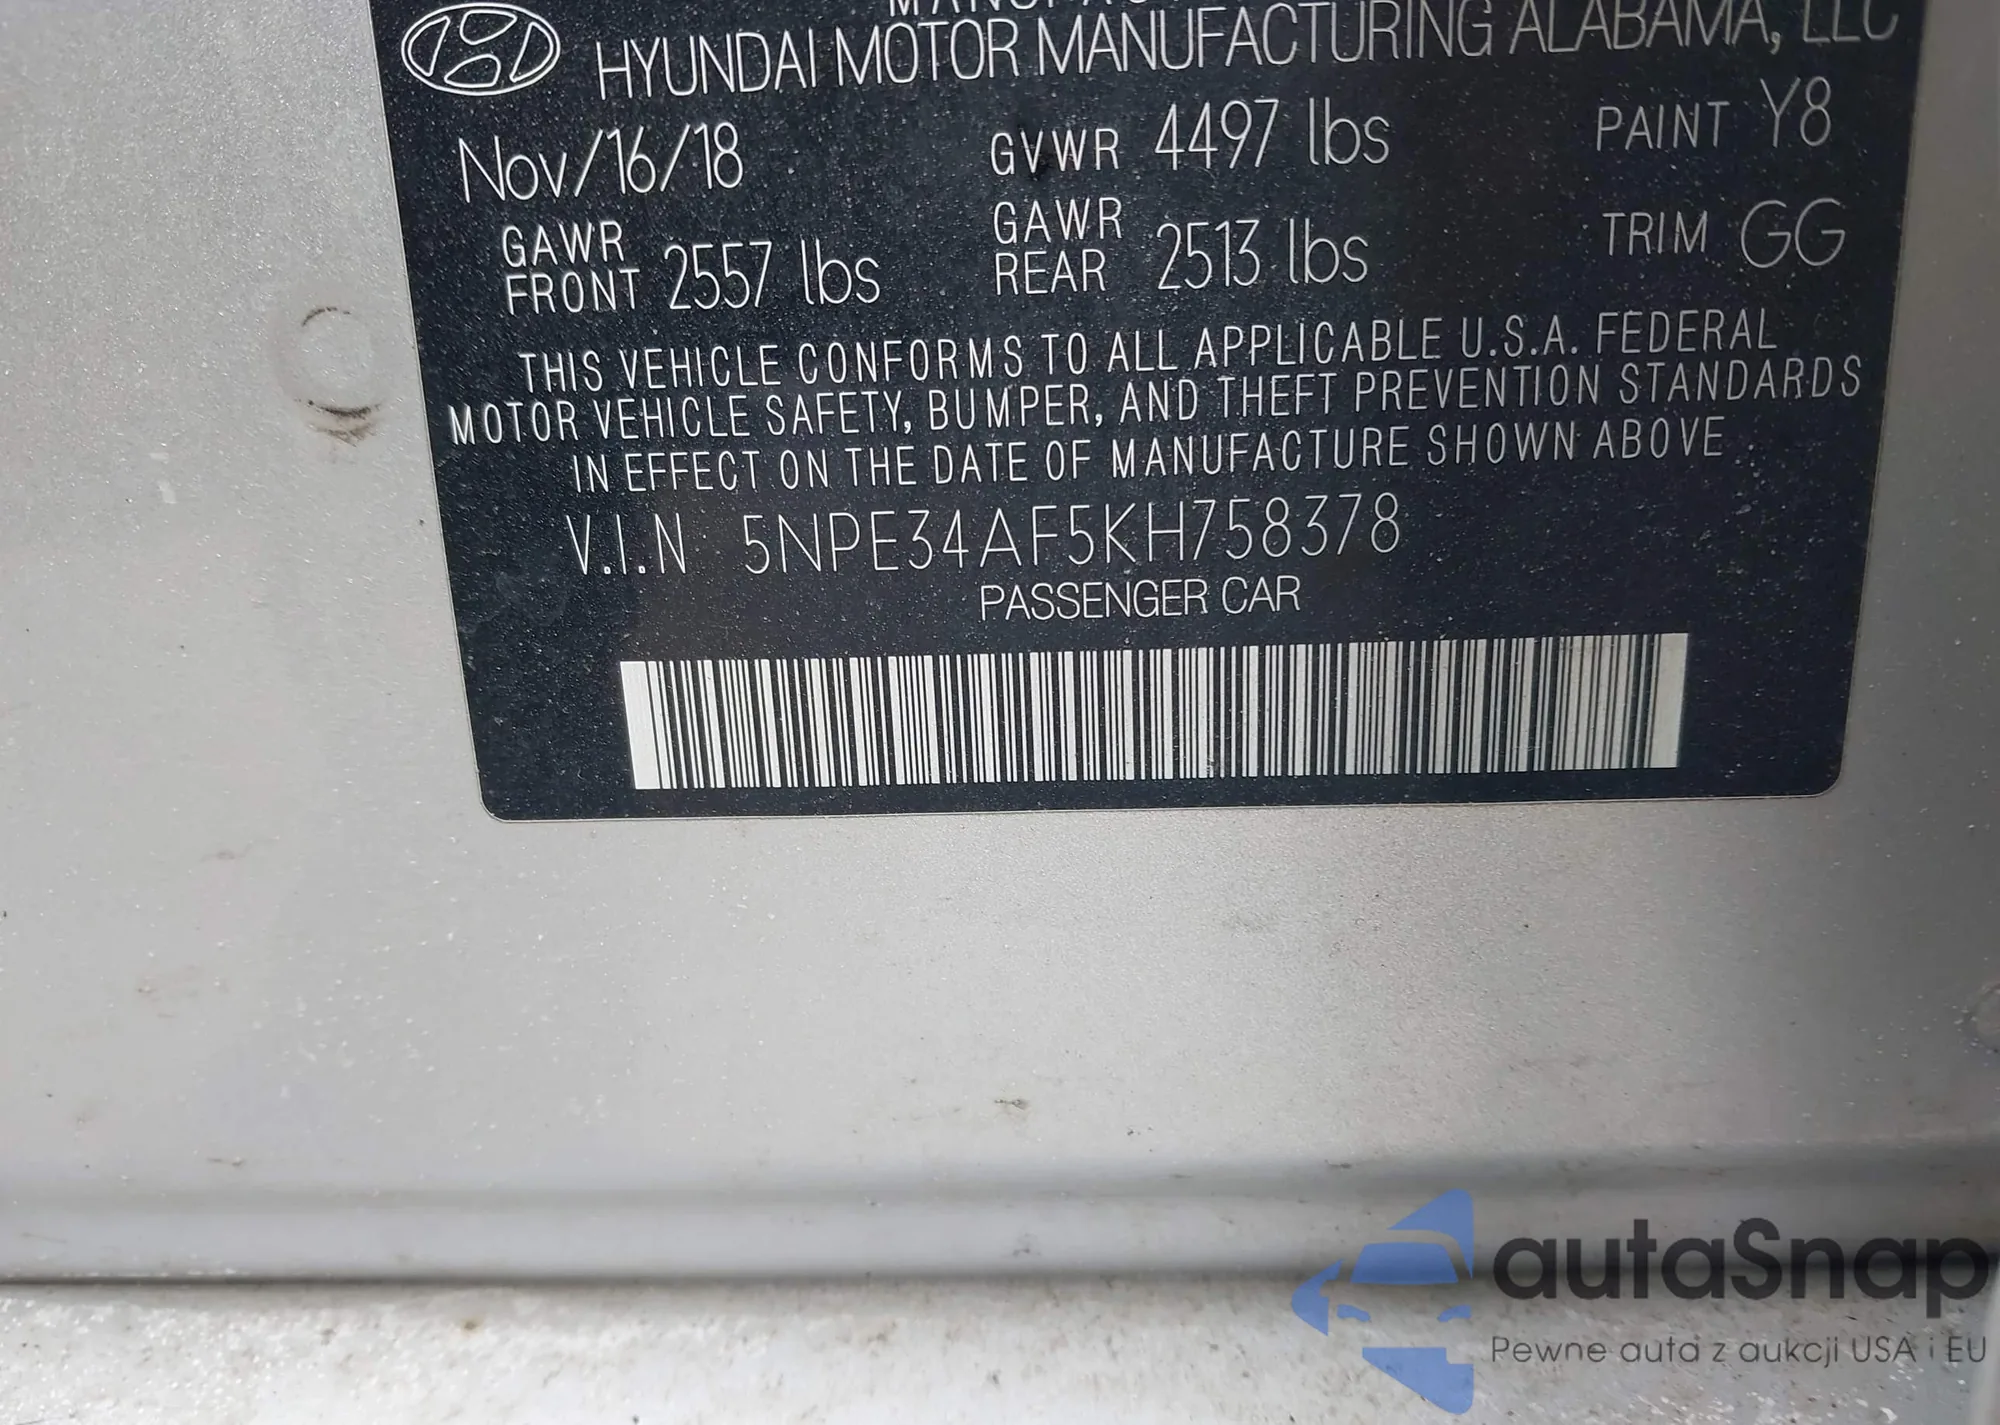 HYUNDAI MOTOR MANUFACTURING ALABAMA, LLC
Nov/16/18 GVWR 4497 lbs PAINT Y8
GAWR FRONT 2557 lbs GAWR REAR 2513 lbs TRIM GG
THIS VEHICLE CONFORMS TO ALL APPLICABLE U.S.A. FEDERAL
MOTOR VEHICLE SAFETY, BUMPER, AND THEFT PREVENTION STANDARDS
IN EFFECT ON THE DATE OF MANUFACTURE SHOWN ABOVE
V.I.N 5NPE34AF5KH758378
PASSENGER CAR
autaSnap
Pewne auta z aukcji USA i EU